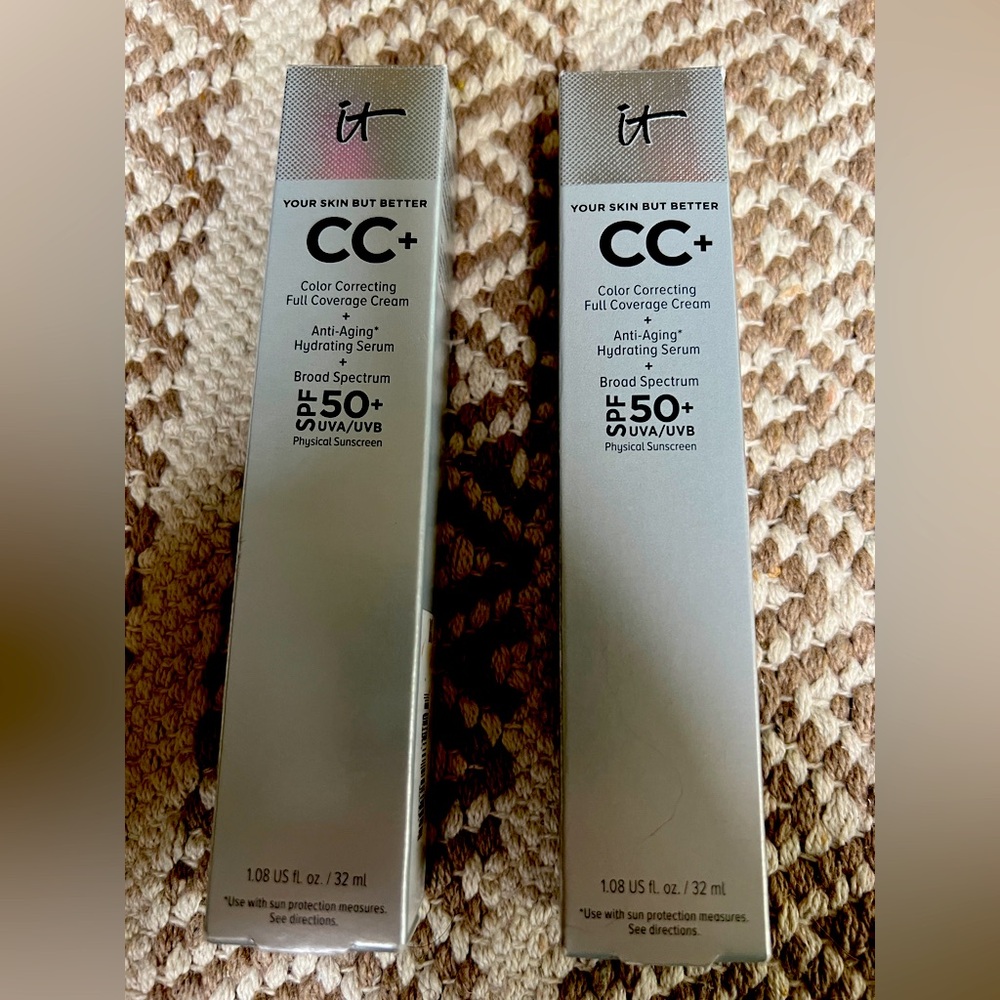 it
YOUR SKIN BUT BETTER
CC+
Color Correcting
Full Coverage Cream
+
Anti-Aging*
Hydrating Serum
+
Broad Spectrum
SPF 50+
UVA/UVB
Physical Sunscreen
1.08 US fl. oz. / 32 ml
*Use with sun protection measures.
See directions.
it
YOUR SKIN BUT BETTER
CC+
Color Correcting
Full Coverage Cream
+
Anti-Aging*
Hydrating Serum
+
Broad Spectrum
SPF 50+
UVA/UVB
Physical Sunscreen
1.08 US fl. oz. / 32 ml
*Use with sun protection measures.
See directions.